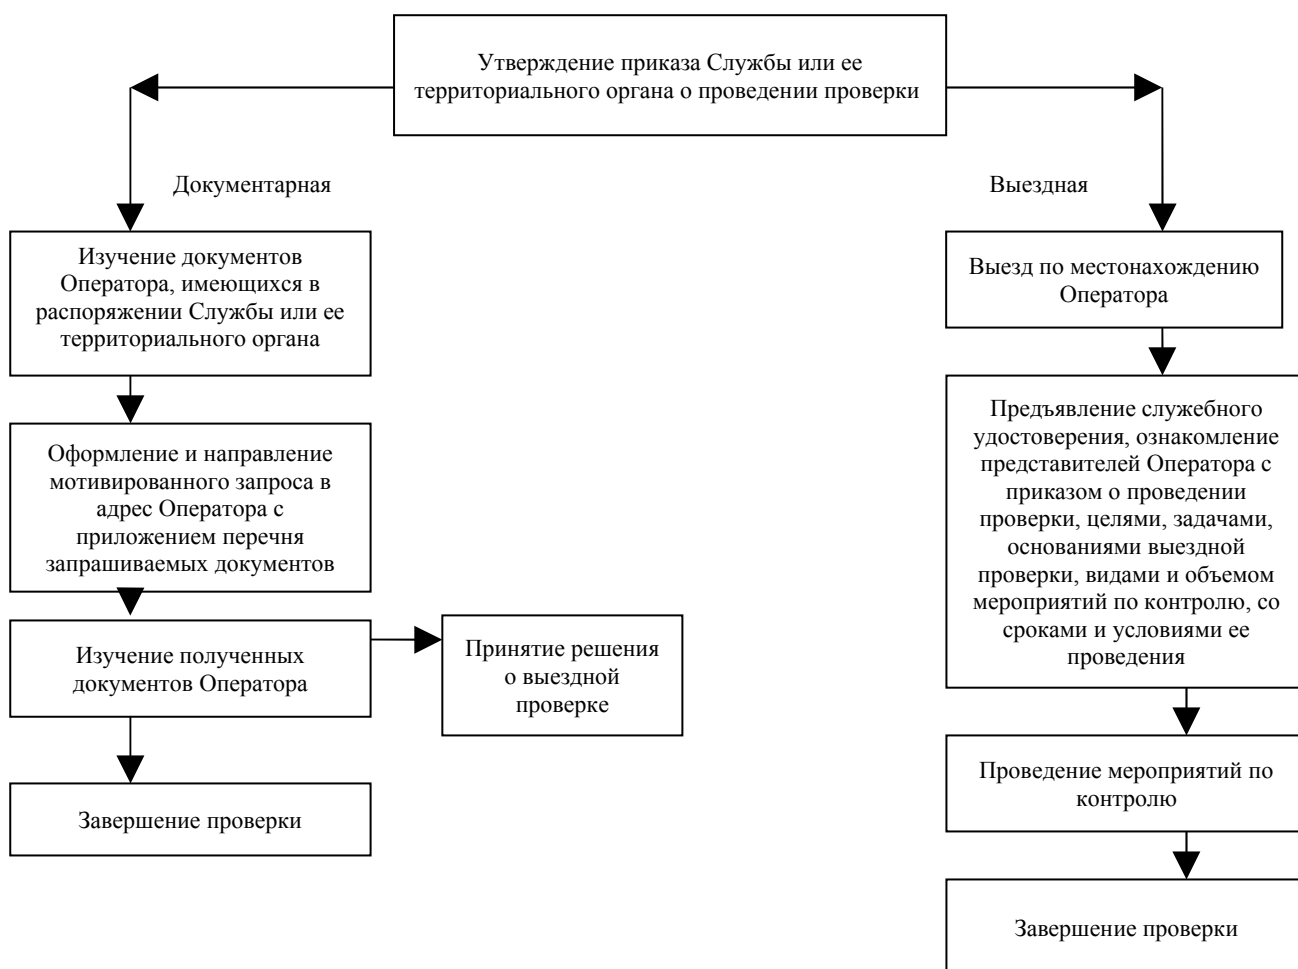 Утверждение приказа Службы или ее
территориального органа о проведении проверки
Документарная
Выездная
Изучение документов
Оператора, имеющихся в
распоряжении Службы или ее
территориального органа
Выезд по местонахождению
Оператора
Оформление и направление
мотивированного запроса в
адрес Оператора с
приложением перечня
запрашиваемых документов
Предъявление служебного
удостоверения, ознакомление
представителей Оператора с
приказом о проведении
проверки, целями, задачами,
основаниями выездной
проверки, видами и объемом
мероприятий по контролю, со
сроками и условиями ее
проведения
Изучение полученных
документов Оператора
Принятие решения
о выездной
проверке
Завершение проверки
Проведение мероприятий по
контролю
Завершение проверки